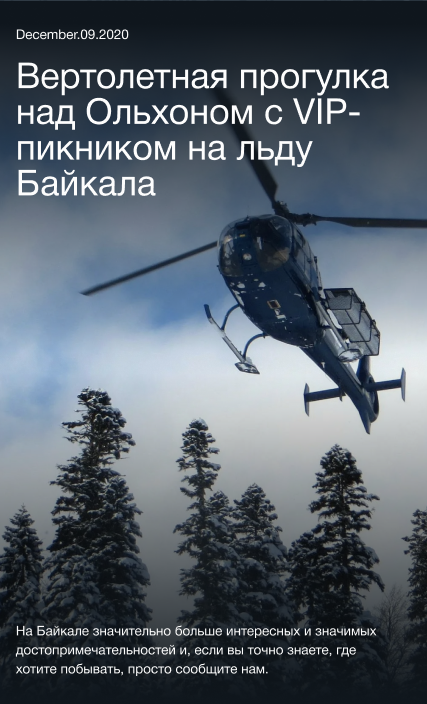 December.09.2020
Вертолетная прогулка
над Ольхоном с VIP-
пикником на льду
Байкала
На Байкале значительно больше интересных и значимых
достопримечательностей и, если вы точно знаете, где
хотите побывать, просто сообщите нам.